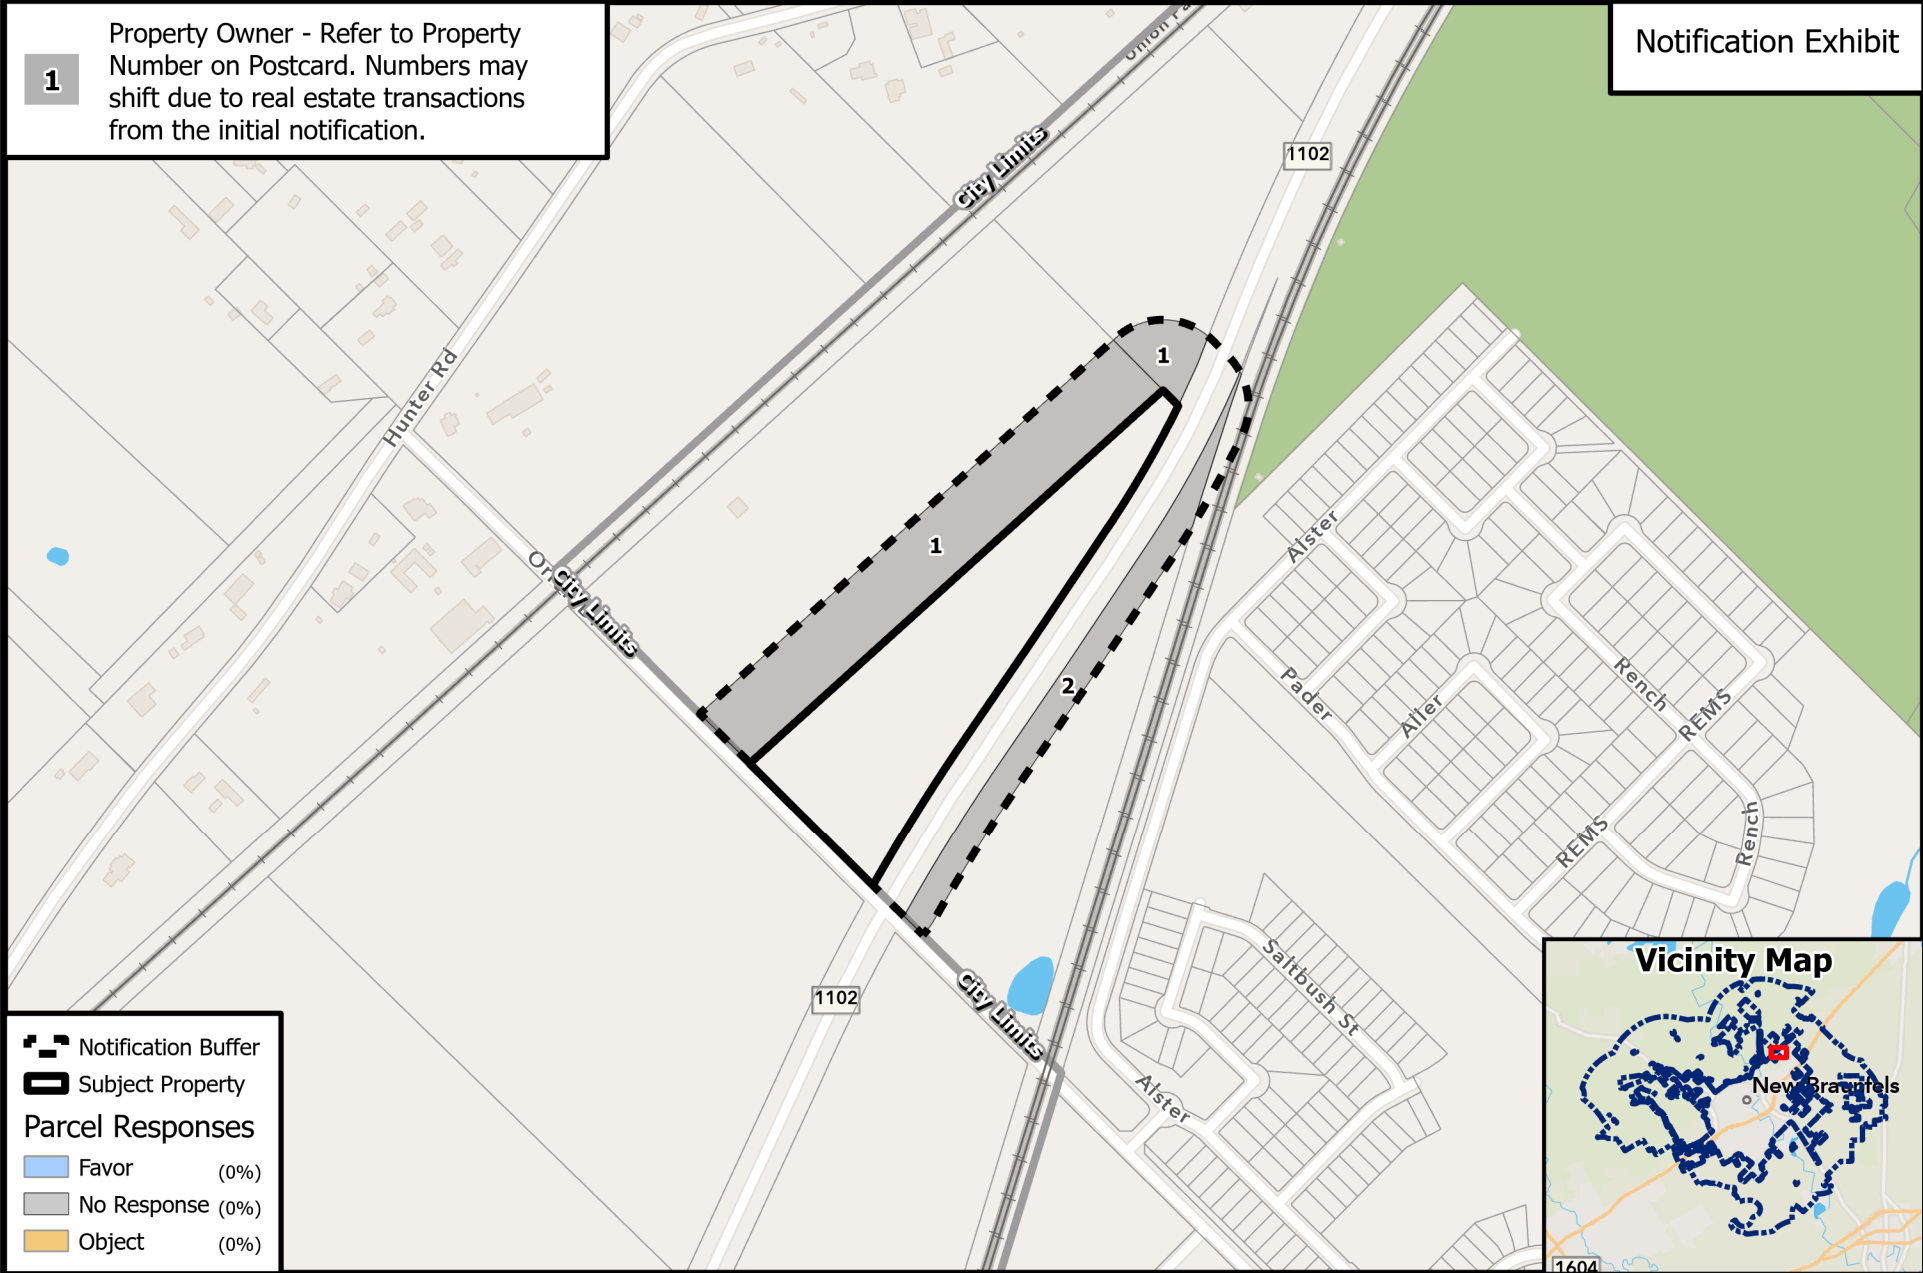 Property Owner - Refer to Property
Number on Postcard. Numbers may
shift due to real estate transactions
from the initial notification.
1
Notification Exhibit
Union
City Limits
1102
Hunter Rd
1
1
2
City Limits
Alster
Pader
Aller
Rench
REMS
REMS
Rench
City Limits
1102
Saltbush St
Alster
Notification Buffer
Subject Property
Parcel Responses
Favor (0%)
No Response (0%)
Object (0%)
Vicinity Map
New Braunfels
1604